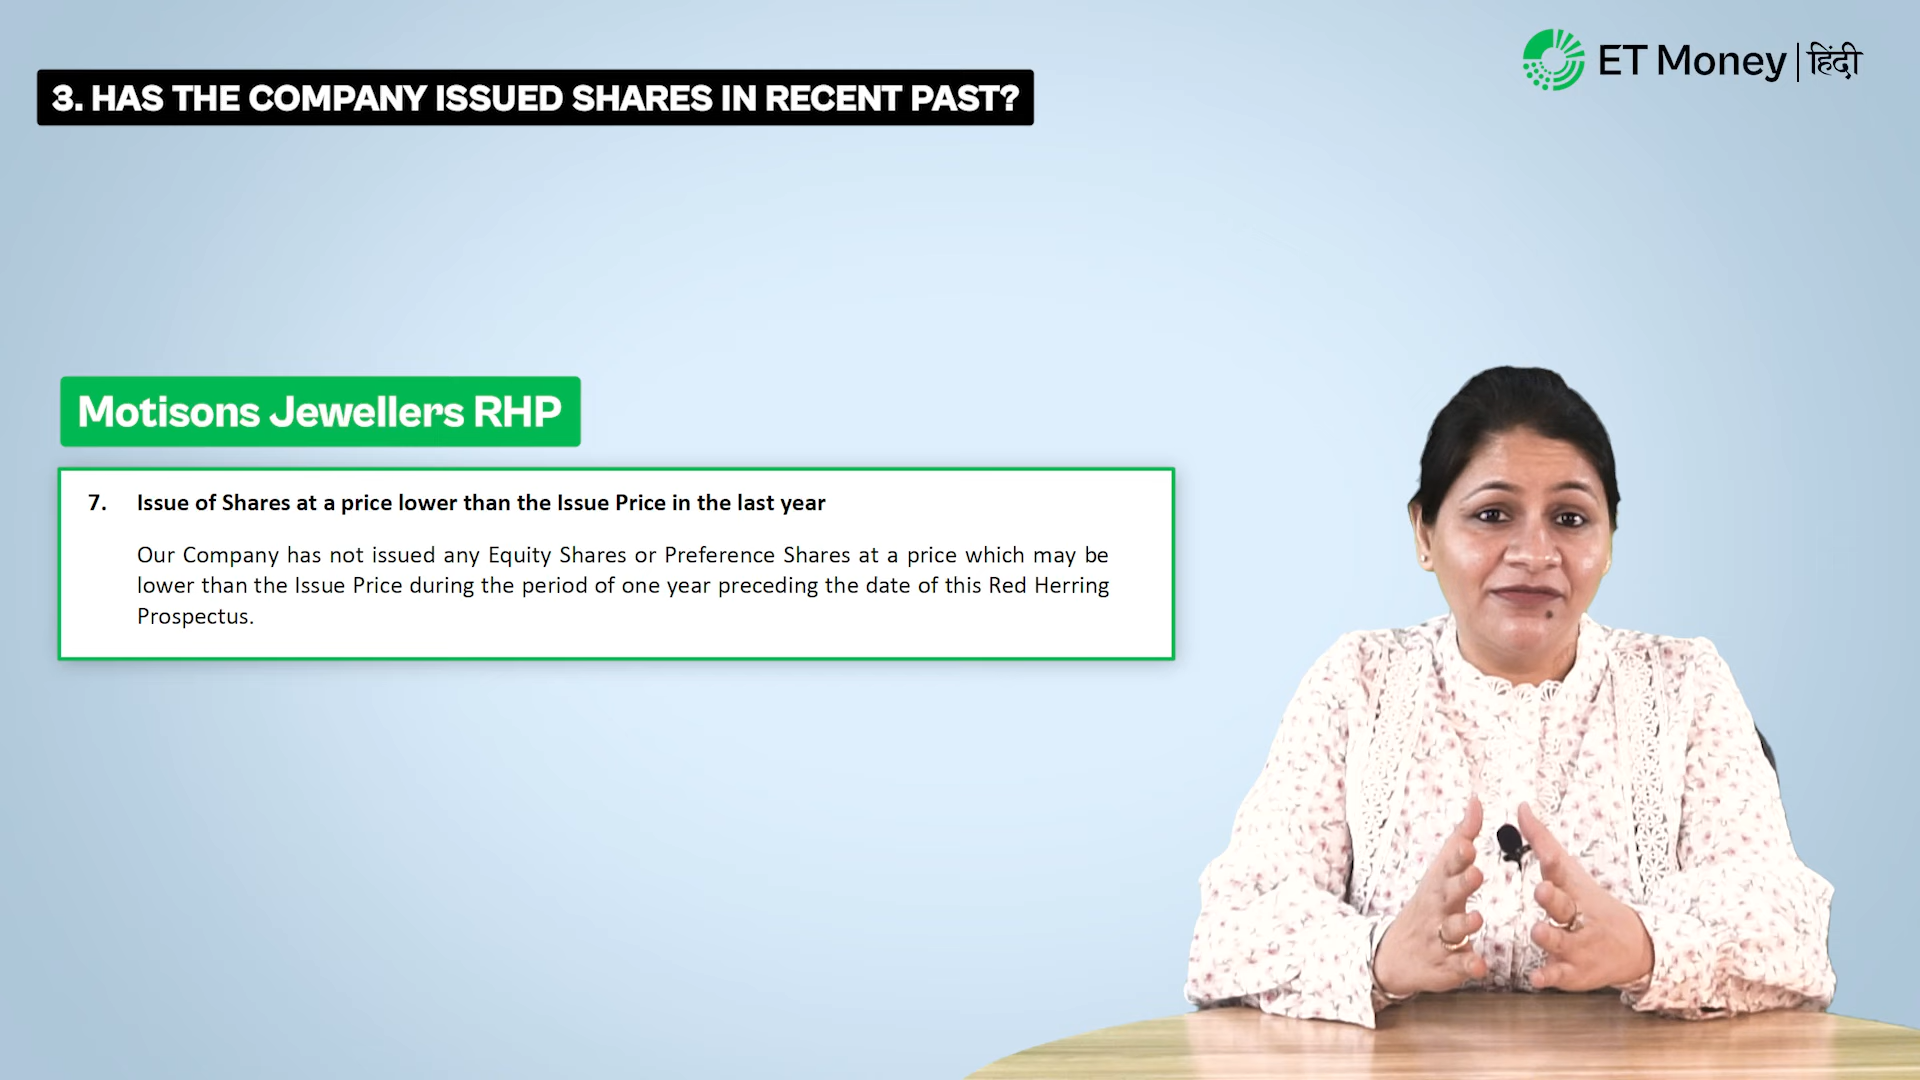 3. HAS THE COMPANY ISSUED SHARES IN RECENT PAST?
ET Money | हिंदी
Motisons Jewellers RHP
7. Issue of Shares at a price lower than the Issue Price in the last year
Our Company has not issued any Equity Shares or Preference Shares at a price which may be
lower than the Issue Price during the period of one year preceding the date of this Red Herring
Prospectus.